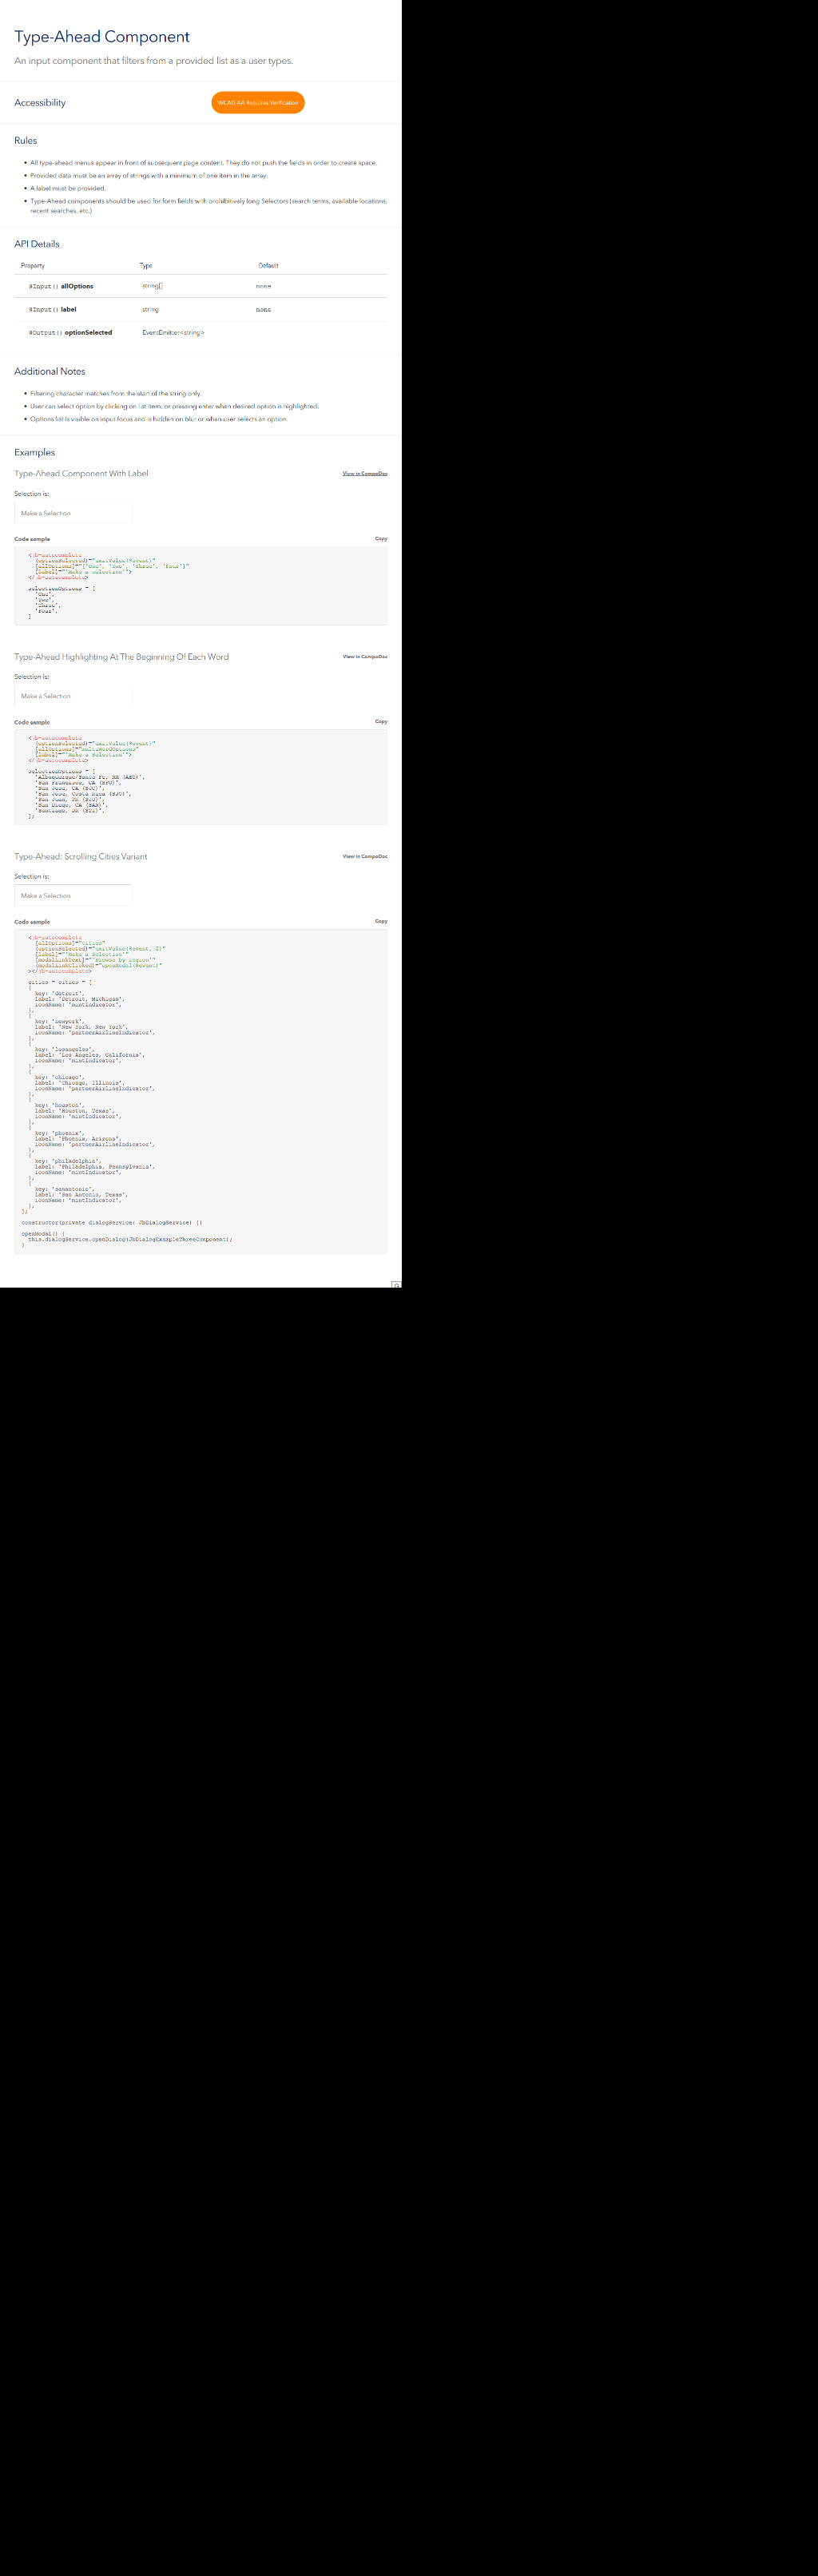 Type-Ahead Component
An input component that filters from a provided list as a user types.
Accessibility
WCAG AA Requires Verification
Rules
All type-ahead menus appear in front of subsequent page content. They do not push the fields in order to create space.
Provided data must be an array of strings with a minimum of one item in the array.
A label must be provided.
Type-Ahead components should be used for form fields with prohibitively long Selectors (search terms, available locations,
recent searches, etc.)
API Details
Property Type Default
@Input() allOptions string[] none
@Input() label string none
@Output() optionSelected EventEmitter<string>
Additional Notes
Filtering character matches from the start of the string only.
User can select option by clicking on list item, or pressing enter when desired option is highlighted.
Options list is visible on input focus and is hidden on blur or when user selects an option.
Examples
Type-Ahead Component With Label View in CompoDoc
Selection is:
Make a Selection
Code sample Copy
<jb-autocomplete
(optionSelected)="emitValue($event)"
[allOptions]="['One', 'Two', 'Three', 'Four']"
[label]="'Make a Selection'">
</jb-autocomplete>
selectionOptions = [
'One',
'Two',
'Three',
'Four',
]
Type-Ahead Highlighting At The Beginning Of Each Word View in CompoDoc
Selection is:
Make a Selection
Code sample Copy
<jb-autocomplete
(optionSelected)="emitValue($event)"
[allOptions]="multiWordOptions"
[label]="'Make a Selection'">
</jb-autocomplete>
selectionOptions = [
'Albuquerque/Santa Fe, NM (ABQ)',
'San Francisco, CA (SFO)',
'San Jose, CA (SJC)',
'San Jose, Costa Rica (SJO)',
'San Juan, PR (SJU)',
'San Diego, CA (SAN)',
'Santiago, DR (STI)',
];
Type-Ahead: Scrolling Cities Variant View in CompoDoc
Selection is:
Make a Selection
Code sample Copy
<jb-autocomplete
[allOptions]="cities"
(optionSelected)="emitValue($event, 2)"
[label]="'Make a Selection'"
[modalLinkText]="'Browse by region'"
(modalLinkClicked)="openModal($event)"
></jb-autocomplete>
cities = cities = [
{
key: 'detroit',
label: 'Detroit, Michigan',
iconName: 'mintIndicator',
},
{
key: 'newyork',
label: 'New York, New York',
iconName: 'partnerAirlineIndicator',
},
{
key: 'losangeles',
label: 'Los Angeles, California',
iconName: 'mintIndicator',
},
{
key: 'chicago',
label: 'Chicago, Illinois',
iconName: 'partnerAirlineIndicator',
},
{
key: 'houston',
label: 'Houston, Texas',
iconName: 'mintIndicator',
},
{
key: 'phoenix',
label: 'Phoenix, Arizona',
iconName: 'partnerAirlineIndicator',
},
{
key: 'philadelphia',
label: 'Philadelphia, Pennsylvania',
iconName: 'mintIndicator',
},
{
key: 'sanantonio',
label: 'San Antonio, Texas',
iconName: 'mintIndicator',
},
];
constructor(private dialogService: JbDialogService) {}
openModal() {
this.dialogService.openDialog(JbDialogExampleThreeComponent);
}